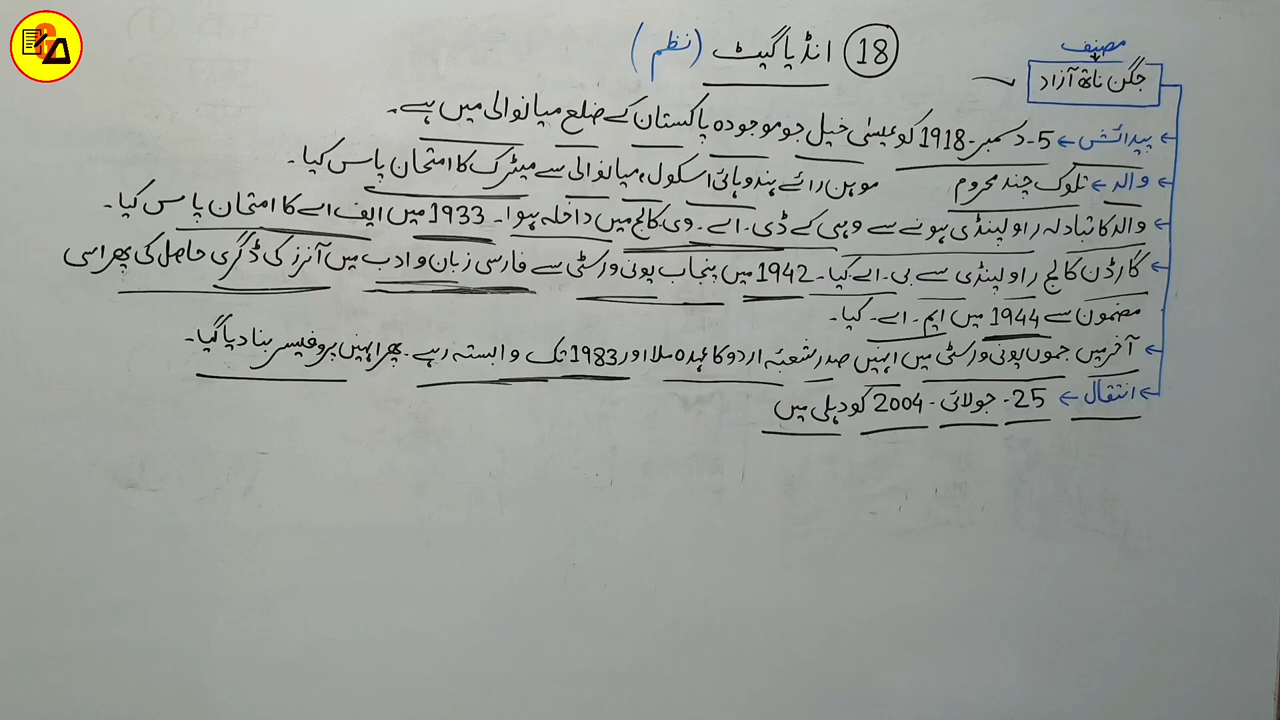 مصنف
18 انڈیا گیٹ (نظم)
جگن ناتھ آزاد
پیدائش ← 5 - دسمبر - 1918 کو عیسیٰ خیل جو موجودہ پاکستان کے ضلع میانوالی میں ہے۔
والد ← تلوک چند محروم موہن رائے ہندو ہائی اسکول، میانوالی سے میٹرک کا امتحان پاس کیا۔
والد کا تبادلہ راولپنڈی ہونے سے وہی کے ڈی۔ اے۔ وی کالج میں داخلہ ہوا۔ 1933 میں ایف اے کا امتحان پاس کیا۔
گارڈن کالج راولپنڈی سے بی۔ اے کیا۔ 1942 میں پنجاب یونی ورسٹی سے فارسی زبان و ادب میں آنرز کی ڈگری حاصل کی پھر اسی
مضمون سے 1944 میں ایم۔ اے۔ کیا۔
آخر میں جموں یونی ورسٹی میں انہیں صدر شعبۂ اردو کا عہدہ ملا اور 1983 تک وابستہ رہے۔ پھر انہیں پروفیسر بنا دیا گیا۔
انتقال ← 25 - جولائی - 2004 کو دہلی میں